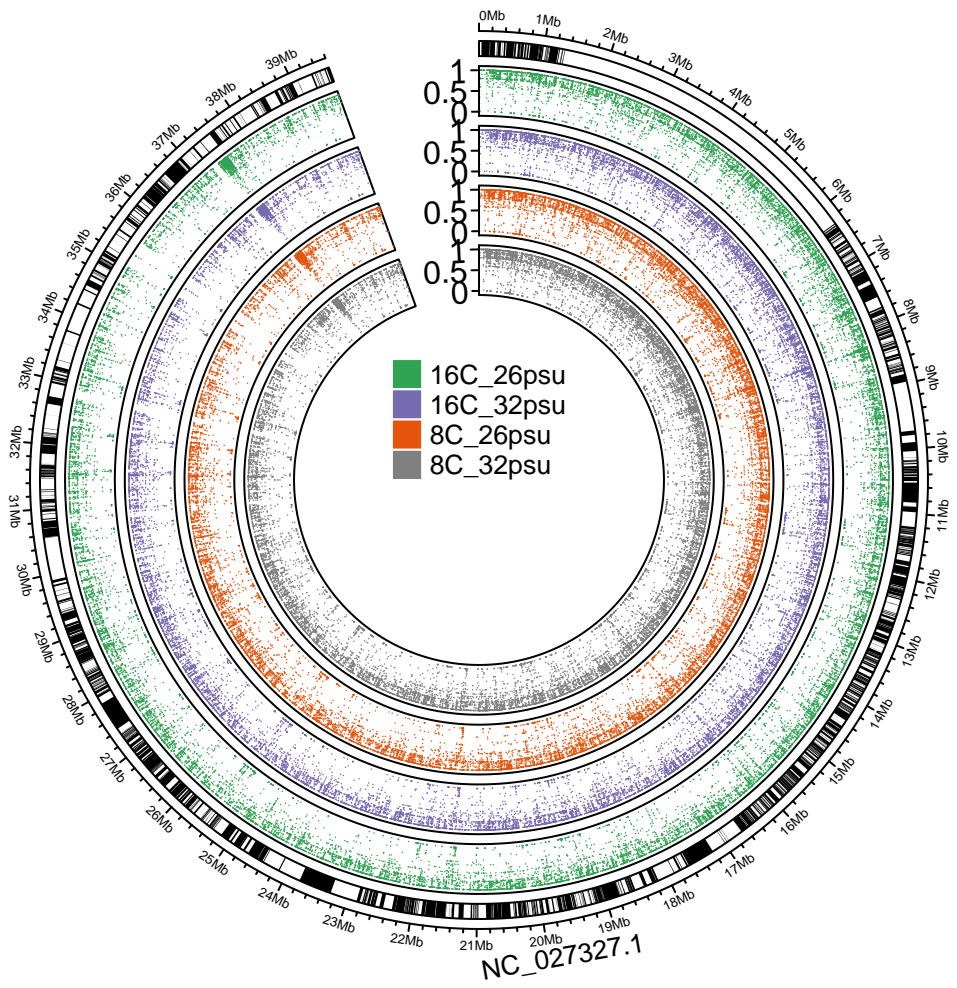 0Mb
1Mb
2Mb
3Mb
4Mb
5Mb
6Mb
7Mb
8Mb
9Mb
10Mb
11Mb
12Mb
13Mb
14Mb
15Mb
16Mb
17Mb
18Mb
19Mb
20Mb
21Mb
22Mb
23Mb
24Mb
25Mb
26Mb
27Mb
28Mb
29Mb
30Mb
31Mb
32Mb
33Mb
34Mb
35Mb
36Mb
37Mb
38Mb
39Mb
1
0.5
0
1
0.5
0
1
0.5
0
1
0.5
0
16C_26psu
16C_32psu
8C_26psu
8C_32psu
NC_027327.1